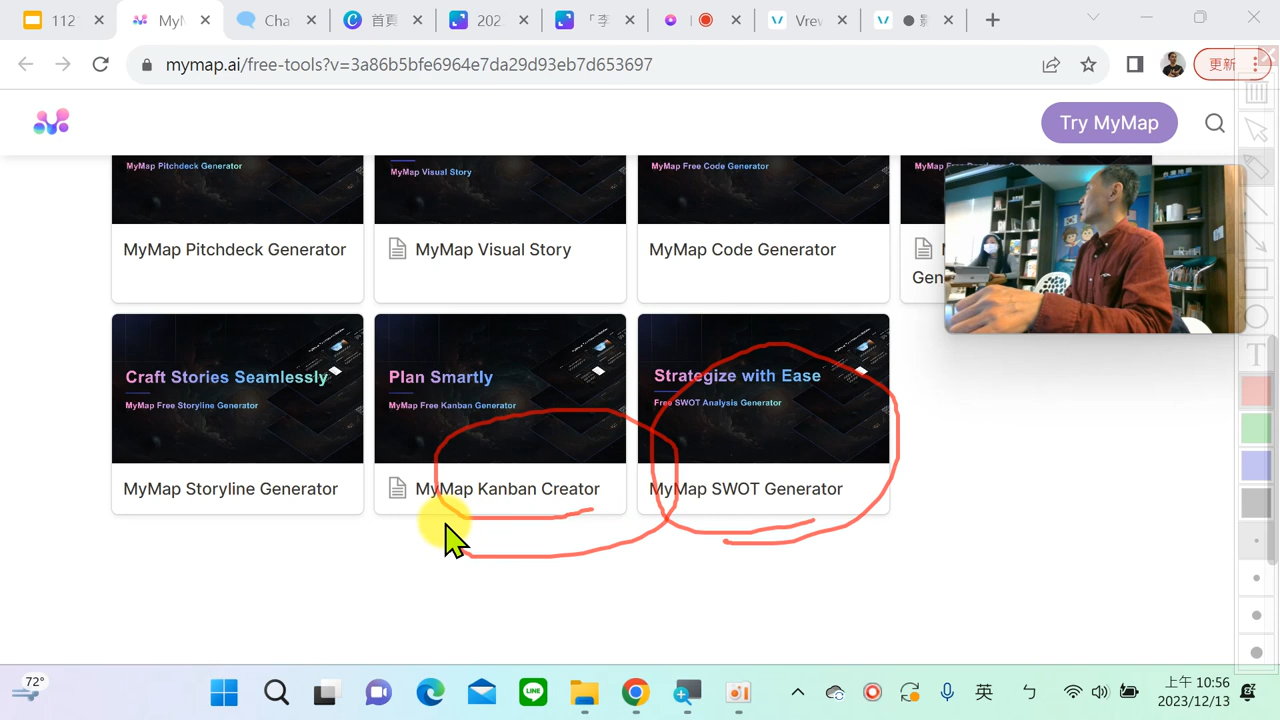 112
My
Cha
首頁
202
「李
Vrew
mymap.ai/free-tools?v=3a86b5bfe6964e7da29d93eb7d653697
更新
Try MyMap
MyMap Pitchdeck Generator
MyMap Visual Story
MyMap Free Code Generator
MyMap Pitchdeck Generator
MyMap Visual Story
MyMap Code Generator
Gen
Craft Stories Seamlessly
MyMap Free Storyline Generator
Plan Smartly
MyMap Free Kanban Generator
Strategize with Ease
Free SWOT Analysis Generator
MyMap Storyline Generator
MyMap Kanban Creator
MyMap SWOT Generator
T
72°
LINE
英
ㄅ
上午 10:56
2023/12/13